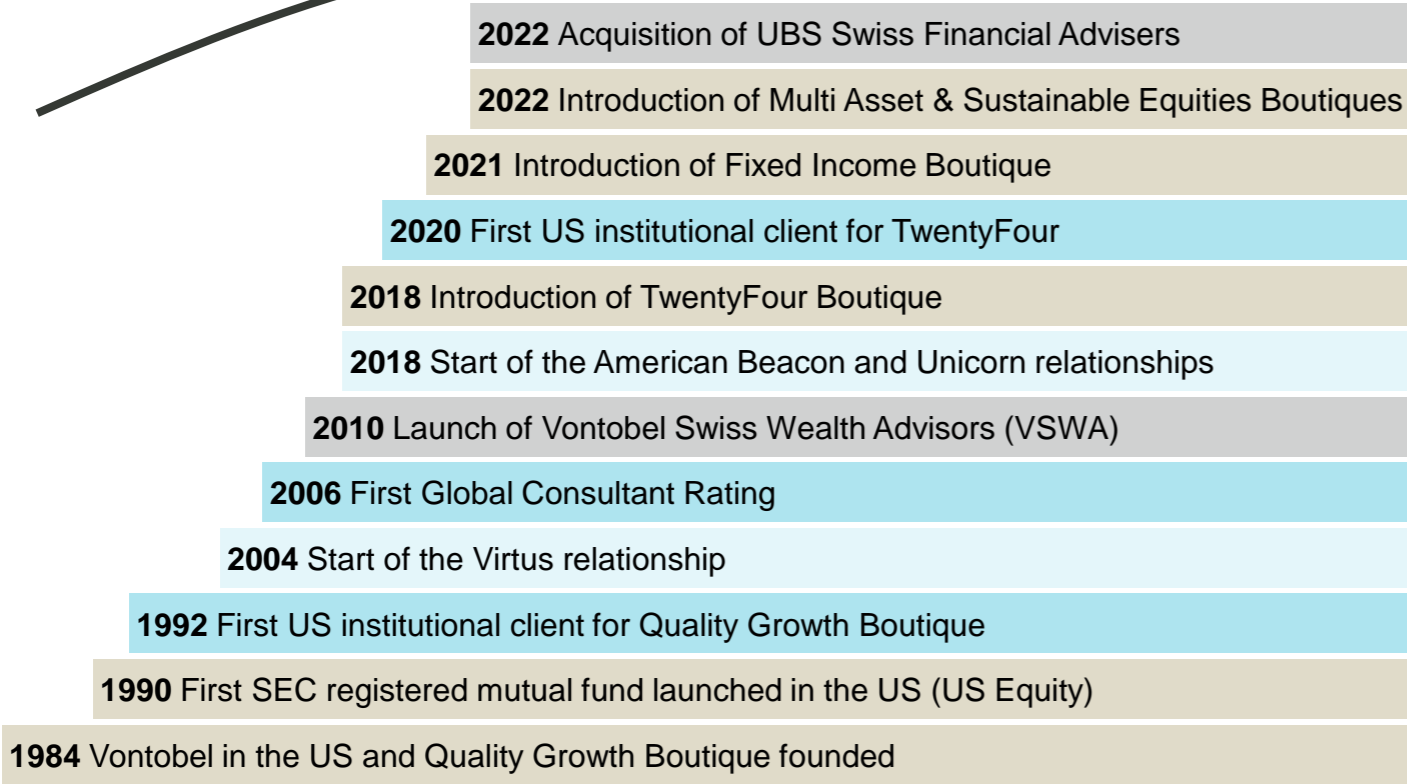 2022 Acquisition of UBS Swiss Financial Advisers
2022 Introduction of Multi Asset & Sustainable Equities Boutiques
2021 Introduction of Fixed Income Boutique
2020 First US institutional client for TwentyFour
2018 Introduction of TwentyFour Boutique
2018 Start of the American Beacon and Unicorn relationships
2010 Launch of Vontobel Swiss Wealth Advisors (VSWA)
2006 First Global Consultant Rating
2004 Start of the Virtus relationship
1992 First US institutional client for Quality Growth Boutique
1990 First SEC registered mutual fund launched in the US (US Equity)
1984 Vontobel in the US and Quality Growth Boutique founded